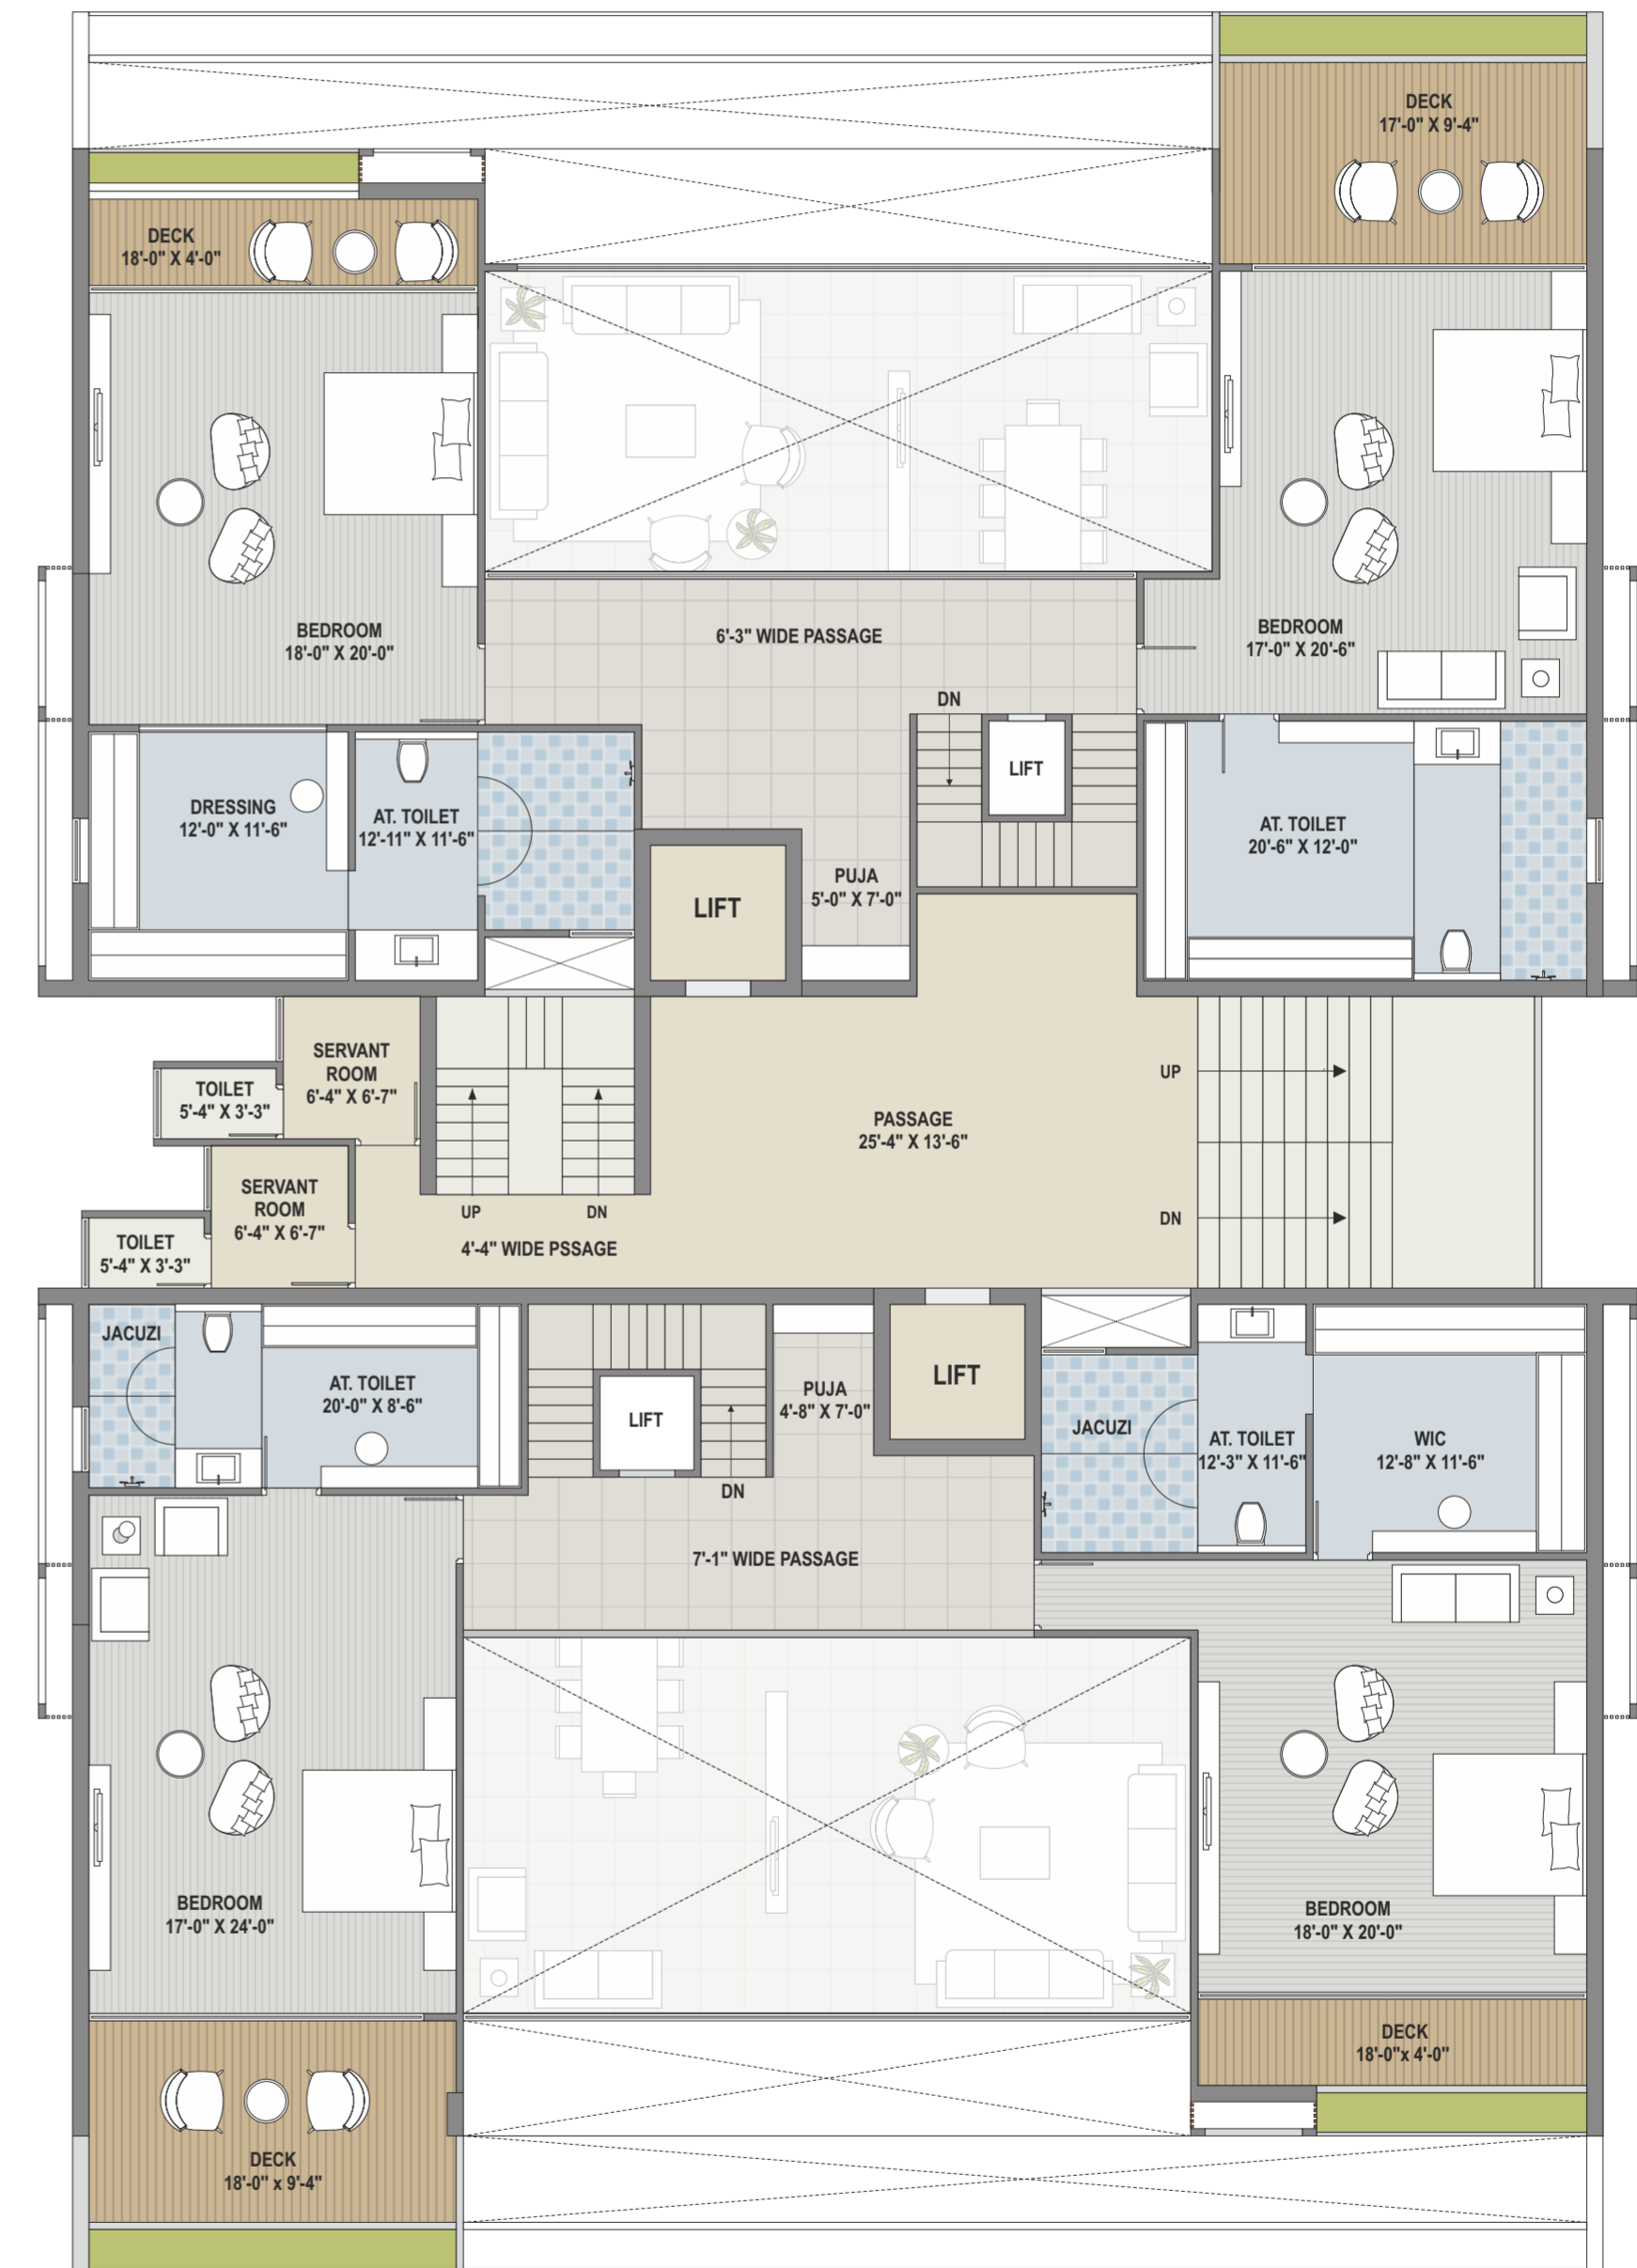 DECK
17'-0" X 9'-4"
DECK
18'-0" X 4'-0"
BEDROOM
18'-0" X 20'-0"
6'-3" WIDE PASSAGE
BEDROOM
17'-0" X 20'-6"
DN
LIFT
DRESSING
12'-0" X 11'-6"
AT. TOILET
12'-11" X 11'-6"
AT. TOILET
20'-6" X 12'-0"
PUJA
5'-0" X 7'-0"
LIFT
SERVANT
ROOM
6'-4" X 6'-7"
TOILET
5'-4" X 3'-3"
UP
PASSAGE
25'-4" X 13'-6"
SERVANT
ROOM
6'-4" X 6'-7"
UP
DN
DN
TOILET
5'-4" X 3'-3"
4'-4" WIDE PSSAGE
JACUZI
AT. TOILET
20'-0" X 8'-6"
LIFT
PUJA
4'-8" X 7'-0"
LIFT
JACUZI
AT. TOILET
12'-3" X 11'-6"
WIC
12'-8" X 11'-6"
DN
7'-1" WIDE PASSAGE
BEDROOM
17'-0" X 24'-0"
BEDROOM
18'-0" X 20'-0"
DECK
18'-0"x 4'-0"
DECK
18'-0" x 9'-4"